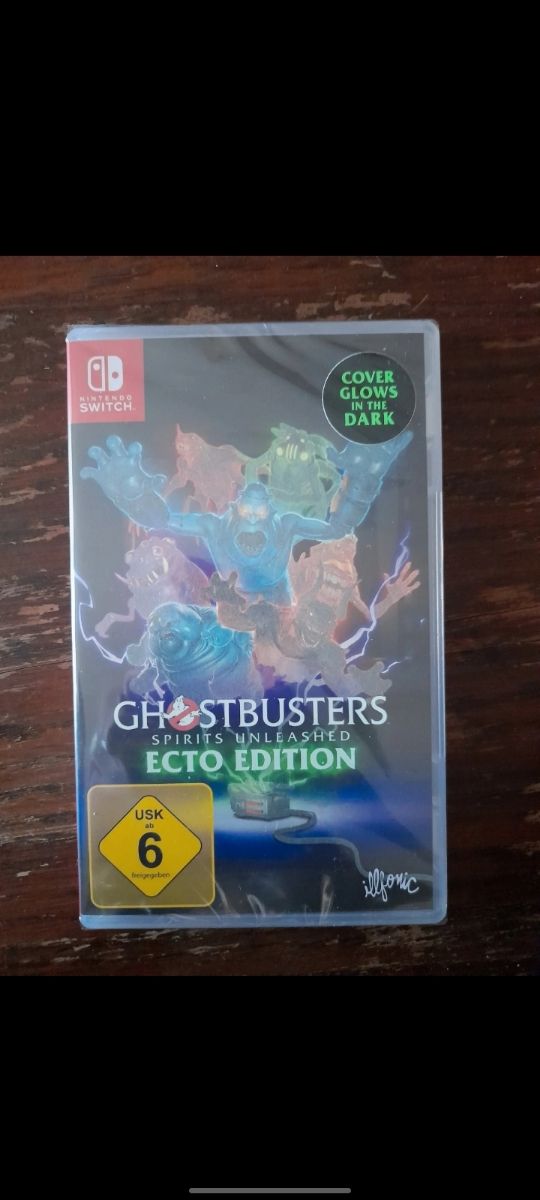 NINTENDO
SWITCH
COVER
GLOWS
IN THE
DARK
GHOSTBUSTERS
SPIRITS UNLEASHED
ECTO EDITION
USK
ab
6
freigegeben
illfonic